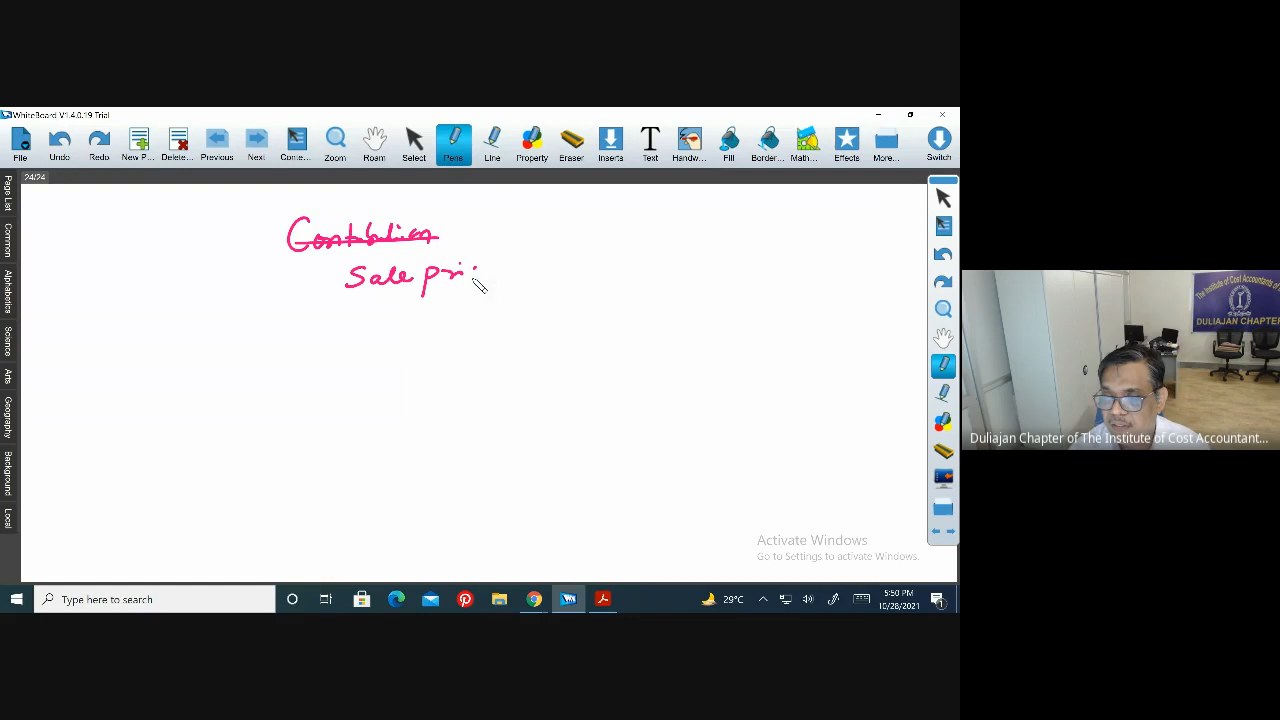 WhiteBoard V1.4.0.19 Trial
File Undo Redo New P... Delete... Previous Next Conte... Zoom Roam Select Pens Line Property Eraser Inserts Text Handw... Fill Border... Math... Effects More... Switch
24/24
Page List
Common
Alphabetics
Science
Arts
Geography
Background
Local
Contribution
Sale pri
The Institute of Cost Accountants of
DULIAJAN CHAPTER
Duliajan Chapter of The Institute of Cost Accountant...
Activate Windows
Go to Settings to activate Windows.
Type here to search
29°C
5:50 PM
10/28/2021
1